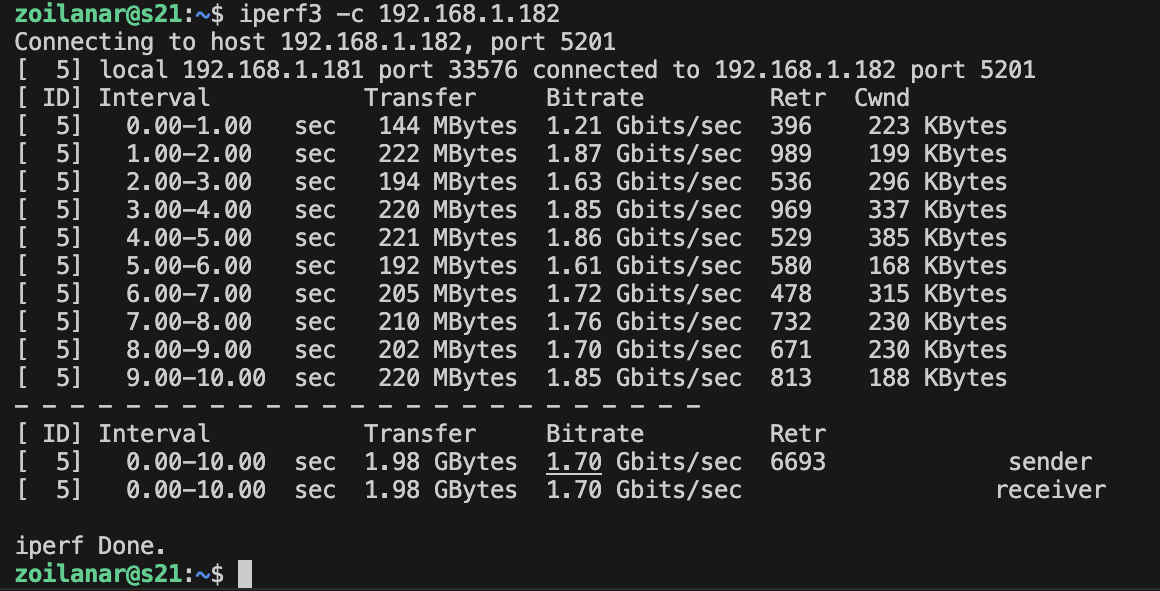 zoilanar@s21:~$ iperf3 -c 192.168.1.182
Connecting to host 192.168.1.182, port 5201
[  5] local 192.168.1.181 port 33576 connected to 192.168.1.182 port 5201
[ ID] Interval           Transfer     Bitrate         Retr  Cwnd
[  5]   0.00-1.00   sec   144 MBytes  1.21 Gbits/sec  396    223 KBytes
[  5]   1.00-2.00   sec   222 MBytes  1.87 Gbits/sec  989    199 KBytes
[  5]   2.00-3.00   sec   194 MBytes  1.63 Gbits/sec  536    296 KBytes
[  5]   3.00-4.00   sec   220 MBytes  1.85 Gbits/sec  969    337 KBytes
[  5]   4.00-5.00   sec   221 MBytes  1.86 Gbits/sec  529    385 KBytes
[  5]   5.00-6.00   sec   192 MBytes  1.61 Gbits/sec  580    168 KBytes
[  5]   6.00-7.00   sec   205 MBytes  1.72 Gbits/sec  478    315 KBytes
[  5]   7.00-8.00   sec   210 MBytes  1.76 Gbits/sec  732    230 KBytes
[  5]   8.00-9.00   sec   202 MBytes  1.70 Gbits/sec  671    230 KBytes
[  5]   9.00-10.00  sec   220 MBytes  1.85 Gbits/sec  813    188 KBytes
- - - - - - - - - - - - - - - - - - - - - - - - -
[ ID] Interval           Transfer     Bitrate         Retr
[  5]   0.00-10.00  sec  1.98 GBytes  1.70 Gbits/sec  6693             sender
[  5]   0.00-10.00  sec  1.98 GBytes  1.70 Gbits/sec                  receiver
iperf Done.
zoilanar@s21:~$